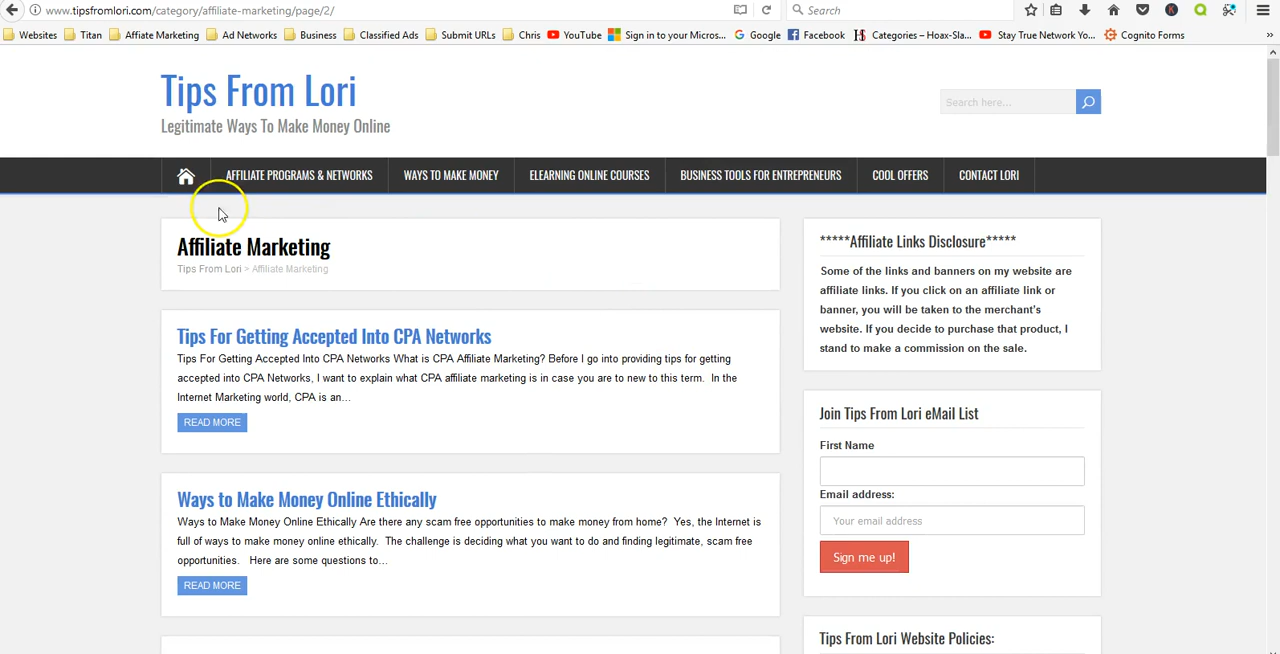 www.tipsfromlori.com/category/affiliate-marketing/page/2/
Search
Websites
Titan
Affiate Marketing
Ad Networks
Business
Classified Ads
Submit URLs
Chris
YouTube
Sign in to your Micros...
Google
Facebook
Categories – Hoax-Sla...
Stay True Network Yo...
Cognito Forms
»
Tips From Lori
Legitimate Ways To Make Money Online
Search here...
AFFILIATE PROGRAMS & NETWORKS
WAYS TO MAKE MONEY
ELEARNING ONLINE COURSES
BUSINESS TOOLS FOR ENTREPRENEURS
COOL OFFERS
CONTACT LORI
Affiliate Marketing
Tips From Lori > Affiliate Marketing
Tips For Getting Accepted Into CPA Networks
Tips For Getting Accepted Into CPA Networks What is CPA Affiliate Marketing? Before I go into providing tips for getting
accepted into CPA Networks, I want to explain what CPA affiliate marketing is in case you are to new to this term.  In the
Internet Marketing world, CPA is an...
READ MORE
Ways to Make Money Online Ethically
Ways to Make Money Online Ethically Are there any scam free opportunities to make money from home?  Yes, the Internet is
full of ways to make money online ethically.  The challenge is deciding what you want to do and finding legitimate, scam free
opportunities.   Here are some questions to...
READ MORE
*****Affiliate Links Disclosure*****
Some of the links and banners on my website are
affiliate links. If you click on an affiliate link or
banner, you will be taken to the merchant's
website. If you decide to purchase that product, I
stand to make a commission on the sale.
Join Tips From Lori eMail List
First Name
Email address:
Your email address
Sign me up!
Tips From Lori Website Policies: